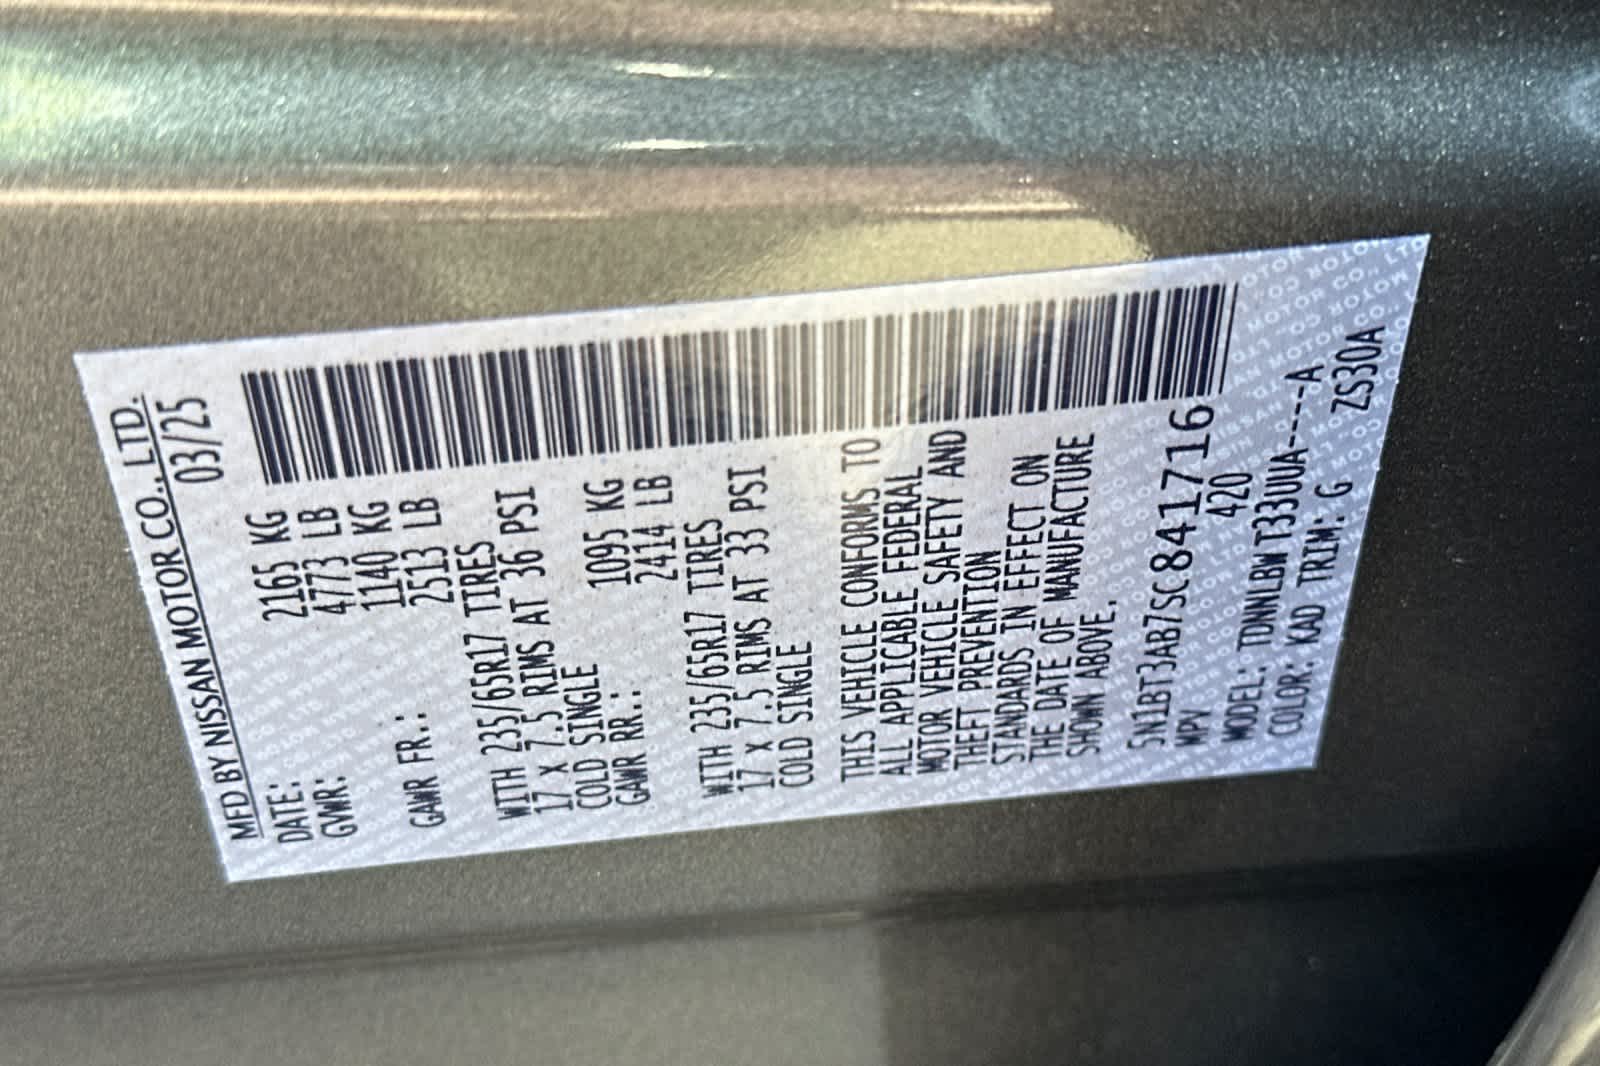 MFD BY NISSAN MOTOR CO., LTD.
DATE: 03/25
GVWR: 2165 KG
4773 LB
GAWR FR.: 1140 KG
2513 LB
WITH 235/65R17 TIRES
17 X 7.5 RIMS AT 36 PSI
COLD SINGLE
GAWR RR.: 1095 KG
2414 LB
WITH 235/65R17 TIRES
17 X 7.5 RIMS AT 33 PSI
COLD SINGLE
THIS VEHICLE CONFORMS TO
ALL APPLICABLE FEDERAL
MOTOR VEHICLE SAFETY AND
THEFT PREVENTION
STANDARDS IN EFFECT ON
THE DATE OF MANUFACTURE
SHOWN ABOVE.
5N1BT3AB7SC841716
MPV 420
MODEL: TDNNLBWT33UUA----A
COLOR: KAD TRIM: G ZS30A